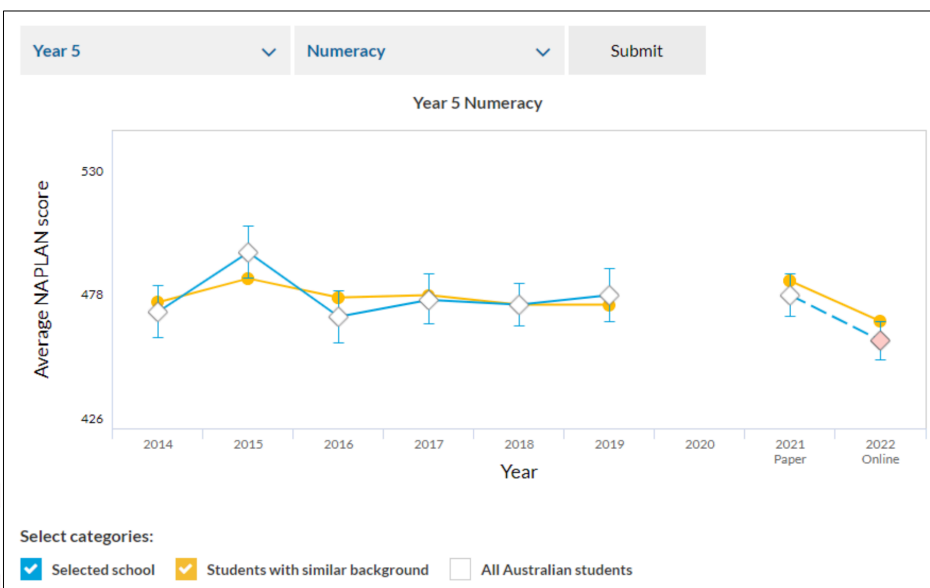 Year 5
Numeracy
Submit
Year 5 Numeracy
Average NAPLAN score
530
478
426
2014 2015 2016 2017 2018 2019 2020 2021 2022
Paper Online
Year
Select categories:
Selected school Students with similar background All Australian students